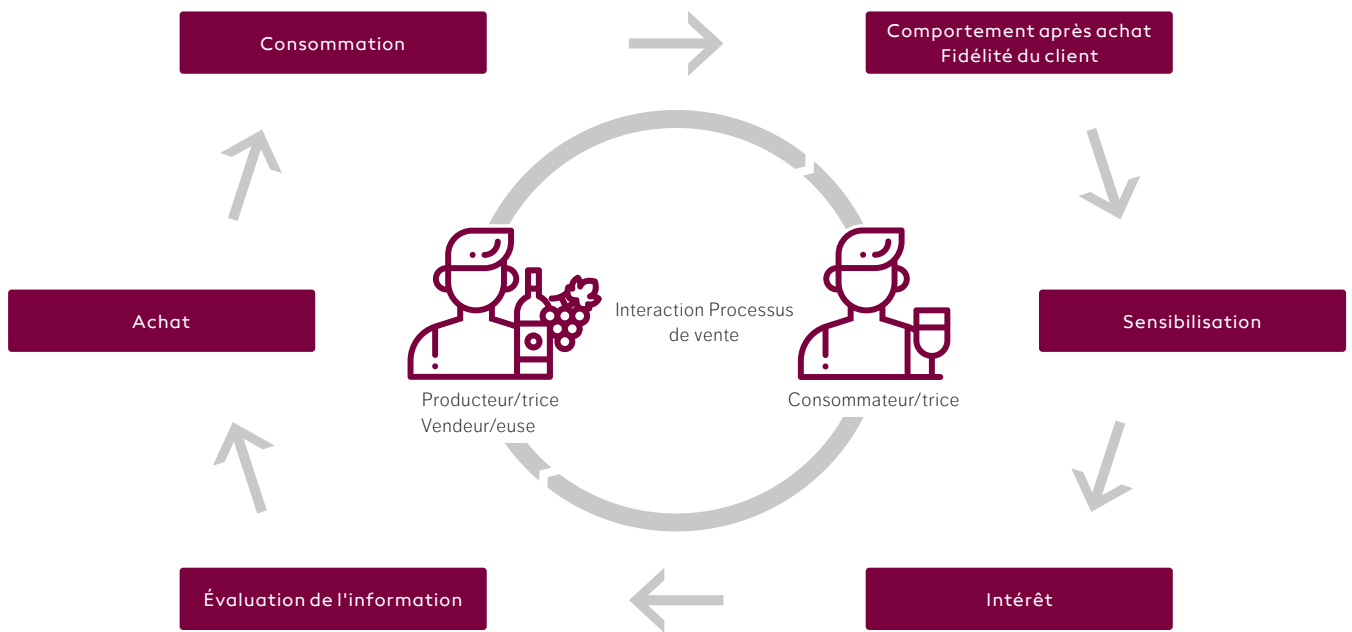 Consommation
Comportement après achat
Fidélité du client
Achat
Interaction Processus
de vente
Sensibilisation
Producteur/trice
Vendeur/euse
Consommateur/trice
Évaluation de l'information
Intérêt